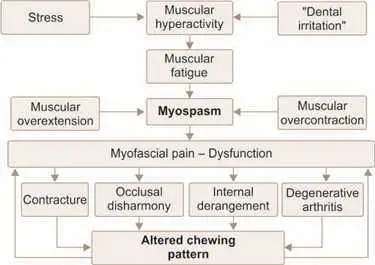 Stress
Muscular
hyperactivity
"Dental
irritation"
Muscular
fatigue
Muscular
overextension
Myospasm
Muscular
overcontraction
Myofascial pain – Dysfunction
Contracture
Occlusal
disharmony
Internal
derangement
Degenerative
arthritis
Altered chewing
pattern